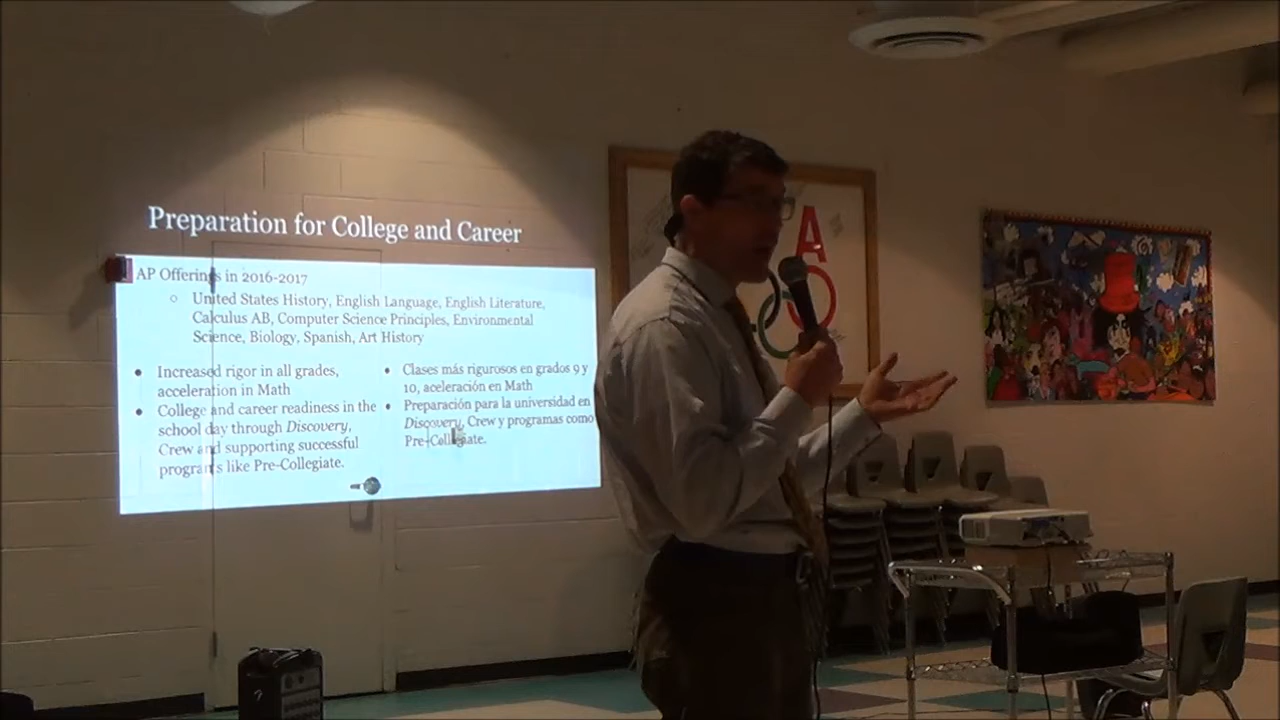 Preparation for College and Career
AP Offerings in 2016-2017
United States History, English Language, English Literature,
Calculus AB, Computer Science Principles, Environmental
Science, Biology, Spanish, Art History
Increased rigor in all grades,
acceleration in Math
College and career readiness in the
school day through Discovery,
Crew and supporting successful
programs like Pre-Collegiate.
Clases más rigurosos en grados 9 y
10, aceleración en Math
Preparación para la universidad en
Discovery, Crew y programas como
Pre-Collegiate.
A